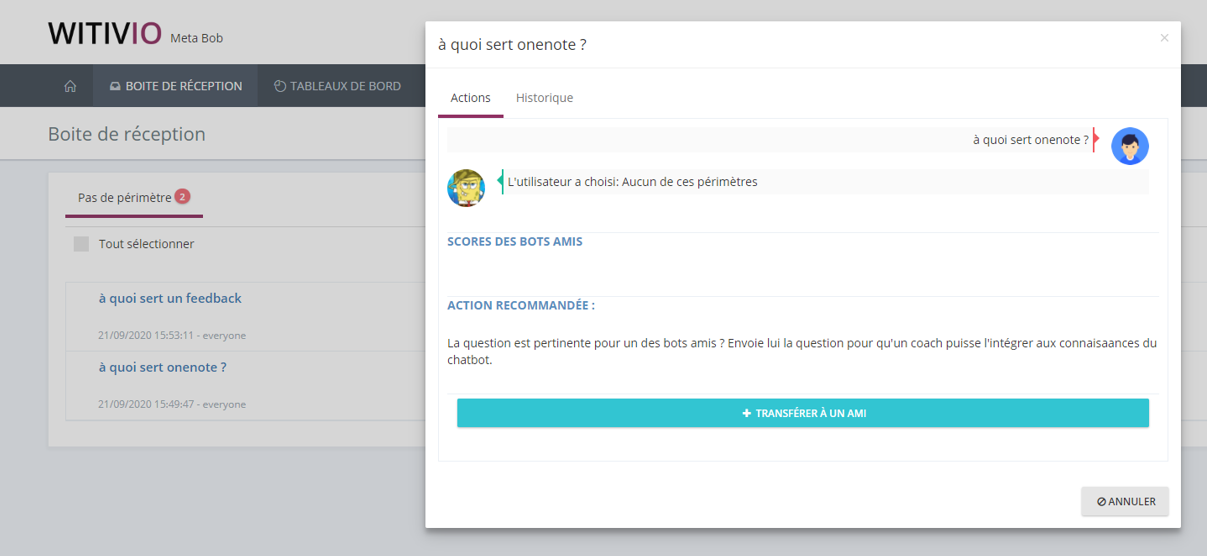 WITIVIO Meta Bob
BOITE DE RÉCEPTION
TABLEAUX DE BORD
Boite de réception
Pas de périmètre 2
Tout sélectionner
à quoi sert un feedback
21/09/2020 15:53:11 - everyone
à quoi sert onenote ?
21/09/2020 15:49:47 - everyone
à quoi sert onenote ?
×
Actions
Historique
à quoi sert onenote ?
L'utilisateur a choisi: Aucun de ces périmètres
SCORES DES BOTS AMIS
ACTION RECOMMANDÉE :
La question est pertinente pour un des bots amis ? Envoie lui la question pour qu'un coach puisse l'intégrer aux connaisaances du
chatbot.
+ TRANSFÉRER À UN AMI
ANNULER